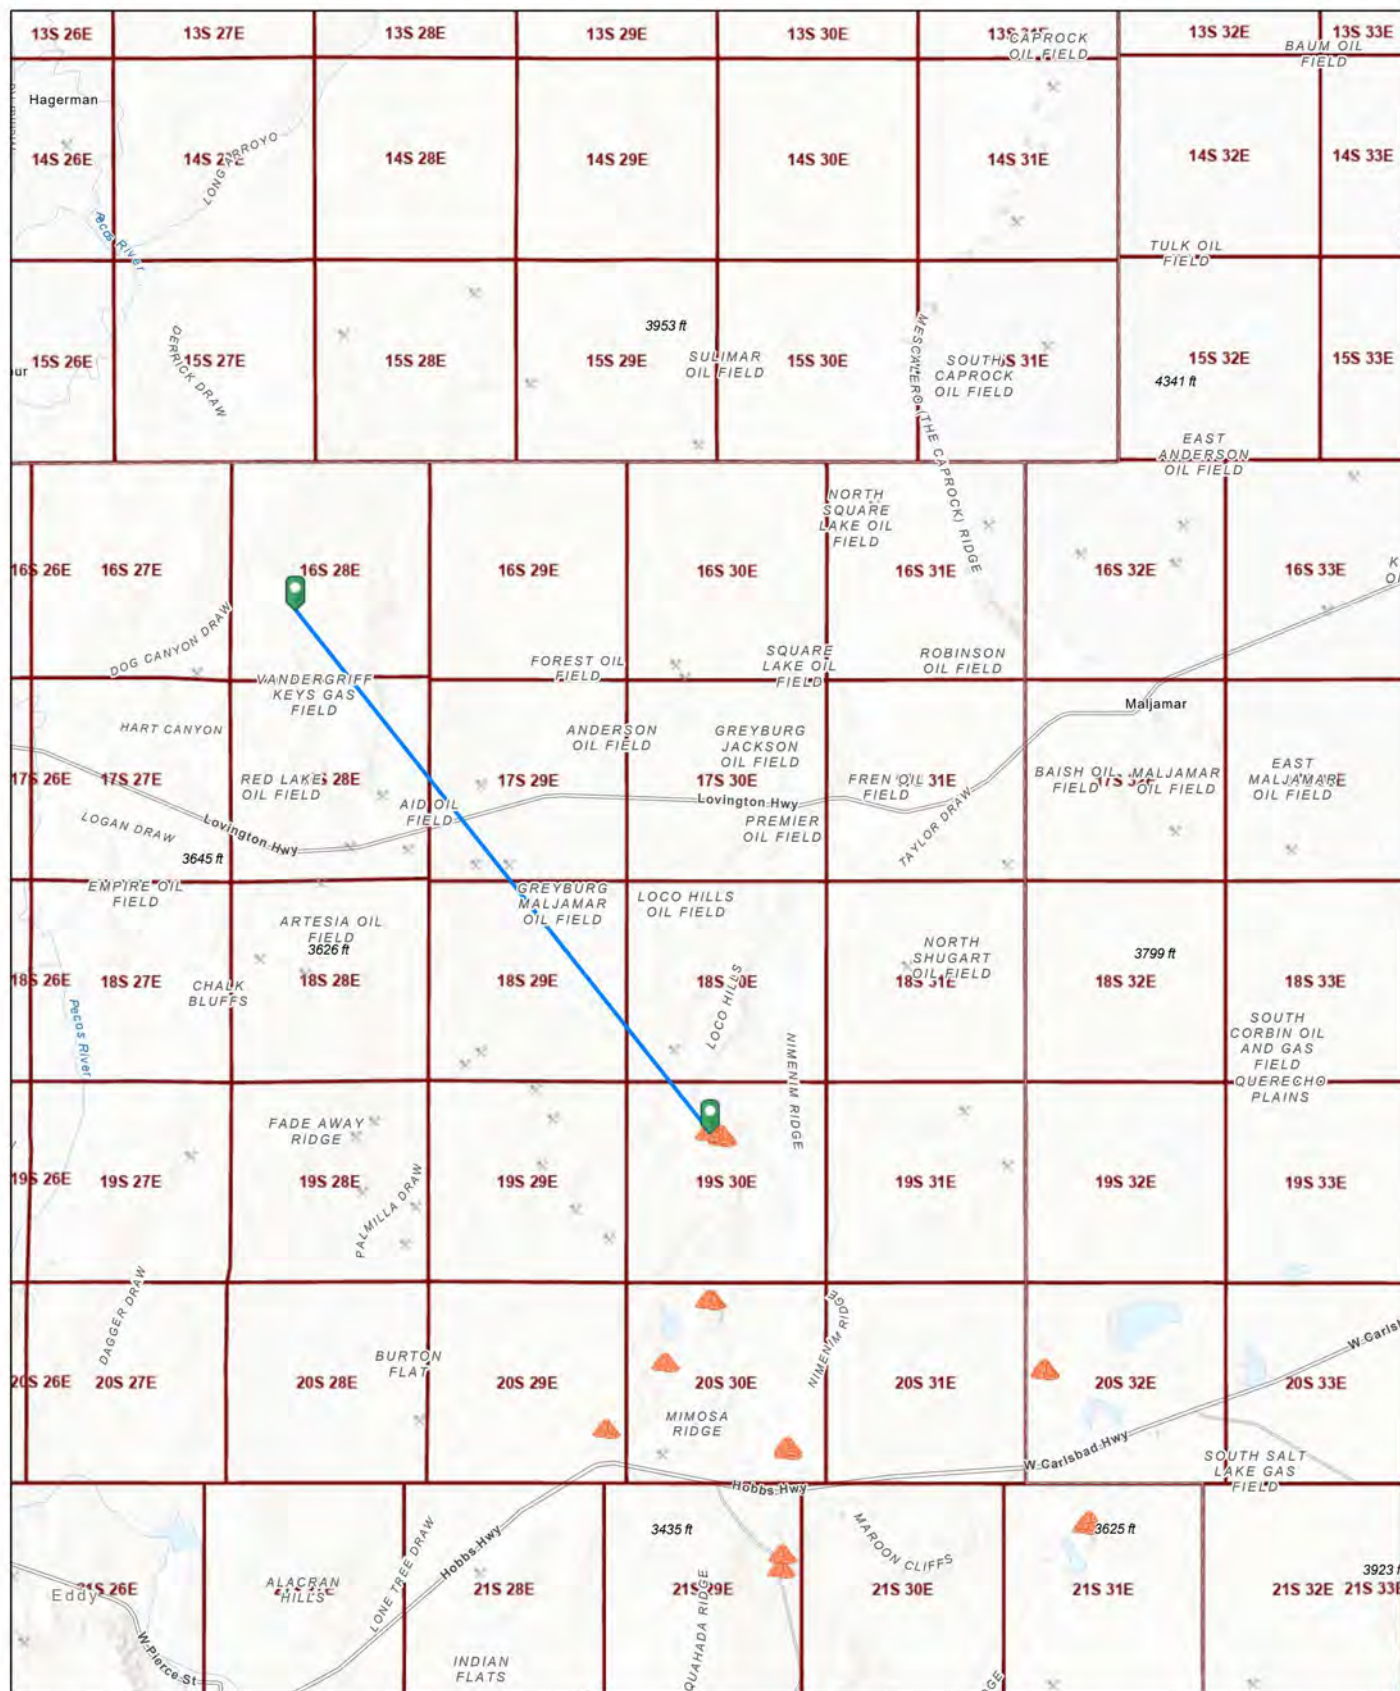 13S 26E
13S 27E
13S 28E
13S 29E
13S 30E
CAPROCK
OIL FIELD
13S 32E
13S 33E
BAUM OIL
FIELD
Hagerman
14S 26E
LONG ARROYO
14S 28E
14S 29E
14S 30E
14S 31E
14S 32E
14S 33E
Pecos River
TULK OIL
FIELD
3953 ft
15S 26E
DERRICK DRAW
15S 27E
15S 28E
15S 29E
SULIMAR
OIL FIELD
15S 30E
MESCALERO (THE CAPROCK) RIDGE
SOUTH
CAPROCK
OIL FIELD
15S 32E
15S 33E
4341 ft
EAST
ANDERSON
OIL FIELD
NORTH
SQUARE
LAKE OIL
FIELD
16S 26E
16S 27E
16S 28E
16S 29E
16S 30E
16S 31E
16S 32E
16S 33E
DOG CANYON DRAW
VANDERGRIFF
KEYS GAS
FIELD
FOREST OIL
FIELD
SQUARE
LAKE OIL
FIELD
ROBINSON
OIL FIELD
Maljamar
HART CANYON
ANDERSON
OIL FIELD
GREYBURG
JACKSON
OIL FIELD
17S 26E
17S 27E
RED LAKE
OIL FIELD
28E
17S 29E
17S 30E
FREN OIL
FIELD
31E
BAISH OIL
FIELD
MALJAMAR
OIL FIELD
EAST
MALJAMAR
OIL FIELD
AID OIL
FIELD
Lovington Hwy
PREMIER
OIL FIELD
TAYLOR DRAW
LOGAN DRAW
Lovington Hwy
3645 ft
EMPIRE OIL
FIELD
GREYBURG
MALJAMAR
OIL FIELD
LOCO HILLS
OIL FIELD
ARTESIA OIL
FIELD
3626 ft
NORTH
SHUGART
OIL FIELD
3799 ft
18S 26E
18S 27E
CHALK
BLUFFS
18S 28E
18S 29E
LOCO HILLS
18S 31E
18S 32E
18S 33E
Pecos River
SOUTH
CORBIN OIL
AND GAS
FIELD
QUERECHO
PLAINS
NIMENIM RIDGE
FADE AWAY
RIDGE
19S 26E
19S 27E
19S 28E
19S 29E
19S 30E
19S 31E
19S 32E
19S 33E
PALMILLA DRAW
DAGGER DRAW
NIMENIM RIDGE
BURTON
FLAT
20S 26E
20S 27E
20S 28E
20S 29E
20S 30E
20S 31E
20S 32E
20S 33E
MIMOSA
RIDGE
W Carlsbad Hwy
SOUTH SALT
LAKE GAS
FIELD
Hobbs Hwy
3435 ft
MAROON CLIFFS
3625 ft
3923 ft
Hobbs Hwy
LONE TREE DRAW
21S 26E
Eddy
ALACRAN
HILLS
21S 28E
21S 29E
21S 30E
21S 31E
21S 32E
21S 33E
W Pierce St
INDIAN
FLATS
QUAHADA RIDGE